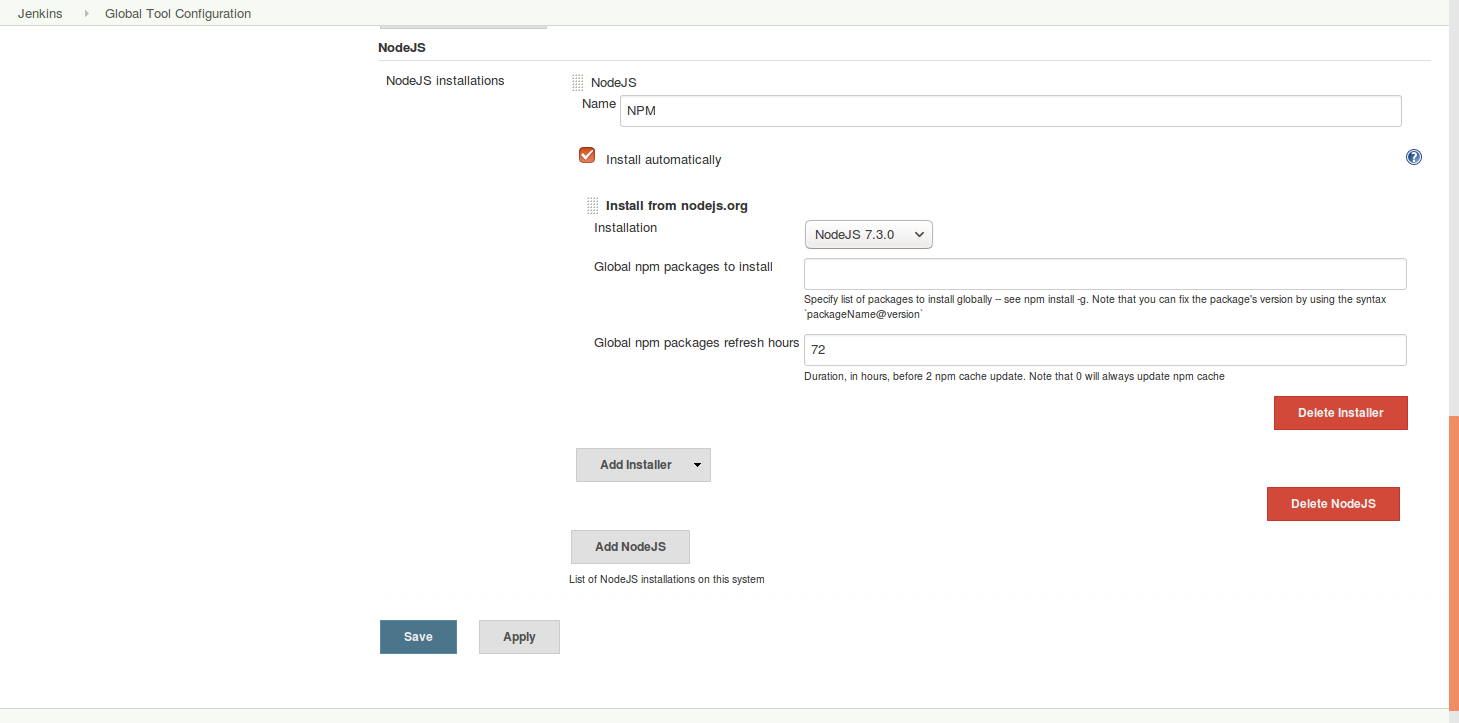 Jenkins Global Tool Configuration
NodeJS
NodeJS installations
NodeJS
Name
NPM
Install automatically
Install from nodejs.org
Installation
NodeJS 7.3.0
Global npm packages to install
Specify list of packages to install globally -- see npm install -g. Note that you can fix the package's version by using the syntax
`packageName@version`
Global npm packages refresh hours
72
Duration, in hours, before 2 npm cache update. Note that 0 will always update npm cache
Delete Installer
Add Installer
Delete NodeJS
Add NodeJS
List of NodeJS installations on this system
Save
Apply